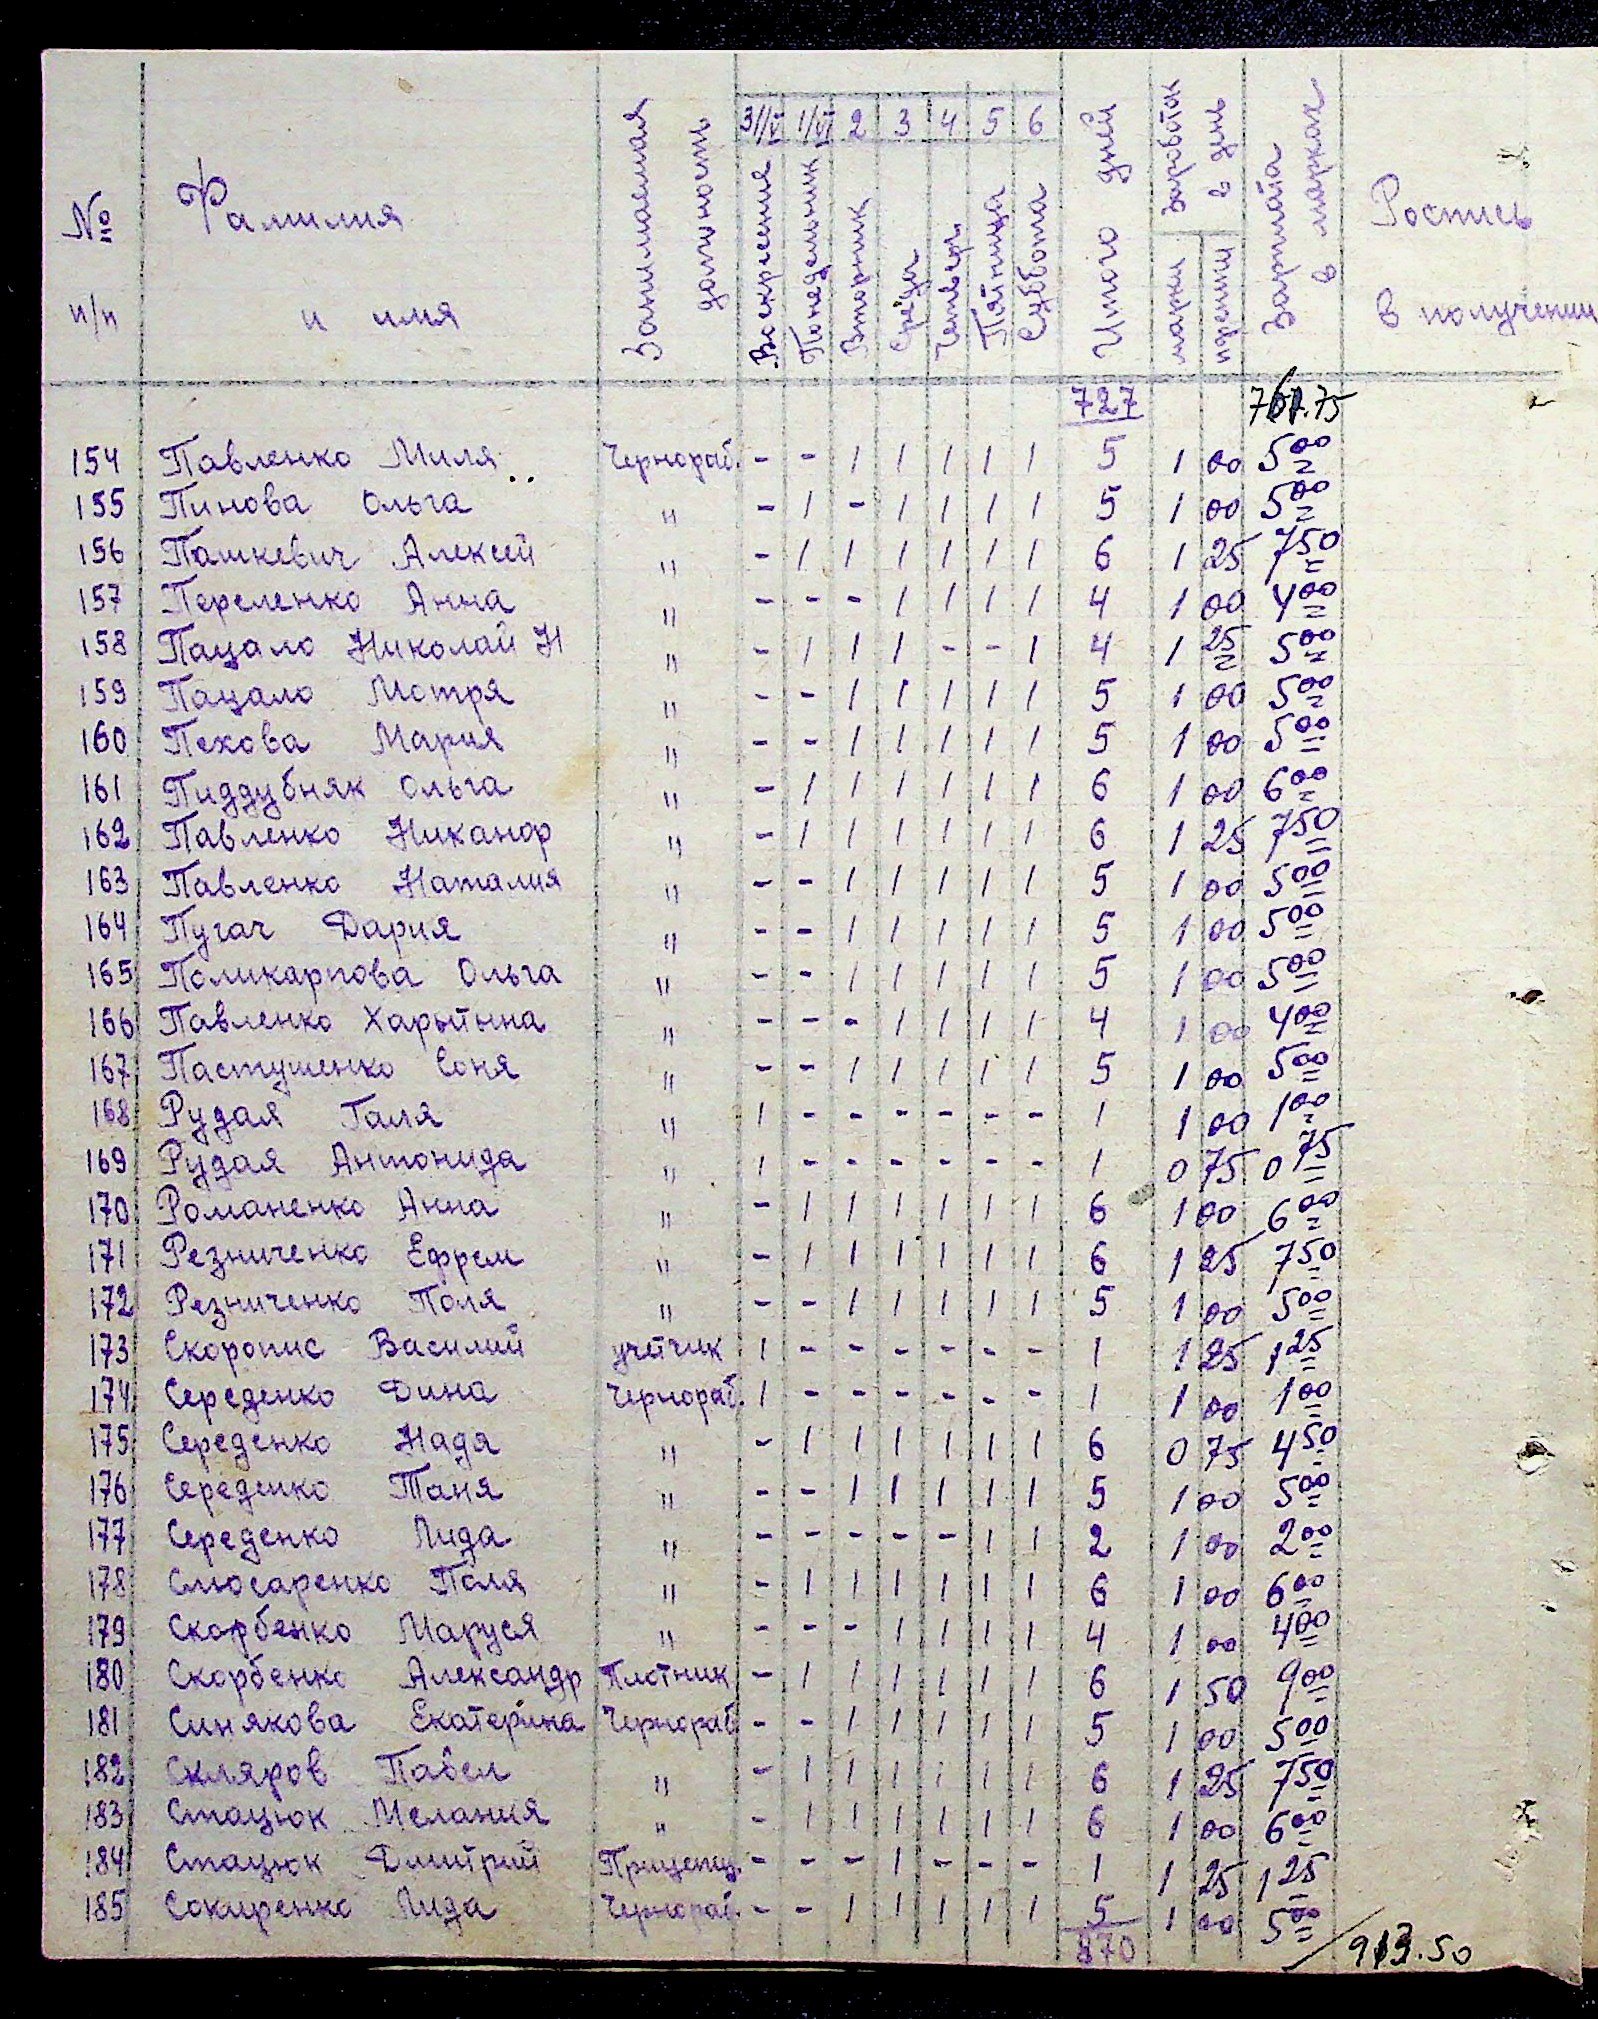 № п/п Фамилия и имя Занимаемая должность 31/V Воскресения 1/VI Понедельник 2 Вторник 3 Среда 4 Четверг 5 Пятница 6 Суббота Итого дней Заработок в день марки пфенниг Зарплата в марках Роспись в получении
727 767.75
154 Павленко Миля Чернораб. - - 1 1 1 1 1 5 1 00 5 00
155 Пинова Ольга " - 1 - 1 1 1 1 5 1 00 5 00
156 Пашкевич Алексей " - 1 1 1 1 1 1 6 1 25 7 50
157 Переленко Анна " - - - 1 1 1 1 4 1 00 4 00
158 Пацало Николай Н " - 1 1 1 - - 1 4 1 25 5 00
159 Пацало Мотря " - - 1 1 1 1 1 5 1 00 5 00
160 Пехова Мария " - - 1 1 1 1 1 5 1 00 5 00
161 Пиддубняк Ольга " - 1 1 1 1 1 1 6 1 00 6 00
162 Павленко Никанор " - 1 1 1 1 1 1 6 1 25 7 50
163 Павленко Наталия " - - 1 1 1 1 1 5 1 00 5 00
164 Пугач Дария " - - 1 1 1 1 1 5 1 00 5 00
165 Поликарпова Ольга " - - 1 1 1 1 1 5 1 00 5 00
166 Павленко Харытына " - - - 1 1 1 1 4 1 00 4 00
167 Пастушенко Соня " - - 1 1 1 1 1 5 1 00 5 00
168 Рудая Галя " 1 - - - - - - 1 1 00 1 00
169 Рудая Антонида " 1 - - - - - - 1 0 75 0 75
170 Романенко Анна " - 1 1 1 1 1 1 6 1 00 6 00
171 Резниченко Ефрем " - 1 1 1 1 1 1 6 1 25 7 50
172 Резниченко Поля " - - 1 1 1 1 1 5 1 00 5 00
173 Скоропис Василий учётчик 1 - - - - - - 1 1 25 1 25
174 Середенко Дина Чернораб. 1 - - - - - - 1 1 00 1 00
175 Середенко Надя " - 1 1 1 1 1 1 6 0 75 4 50
176 Середенко Таня " - - 1 1 1 1 1 5 1 00 5 00
177 Середенко Лида " - - - - - 1 1 2 1 00 2 00
178 Слюсаренко Поля " - 1 1 1 1 1 1 6 1 00 6 00
179 Скорбенко Маруся " - - - 1 1 1 1 4 1 00 4 00
180 Скорбенко Александр Плотник - 1 1 1 1 1 1 6 1 50 9 00
181 Синякова Екатерина Чернораб - - 1 1 1 1 1 5 1 00 5 00
182 Скляров Павел " - 1 1 1 1 1 1 6 1 25 7 50
183 Стацюк Мелания " - 1 1 1 1 1 1 6 1 00 6 00
184 Стацюк Дмитрий Прицепщ. - - - 1 - - - 1 1 25 1 25
185 Сокиренко Лида Чернораб. - - 1 1 1 1 1 5 1 00 5 00
870 913.50